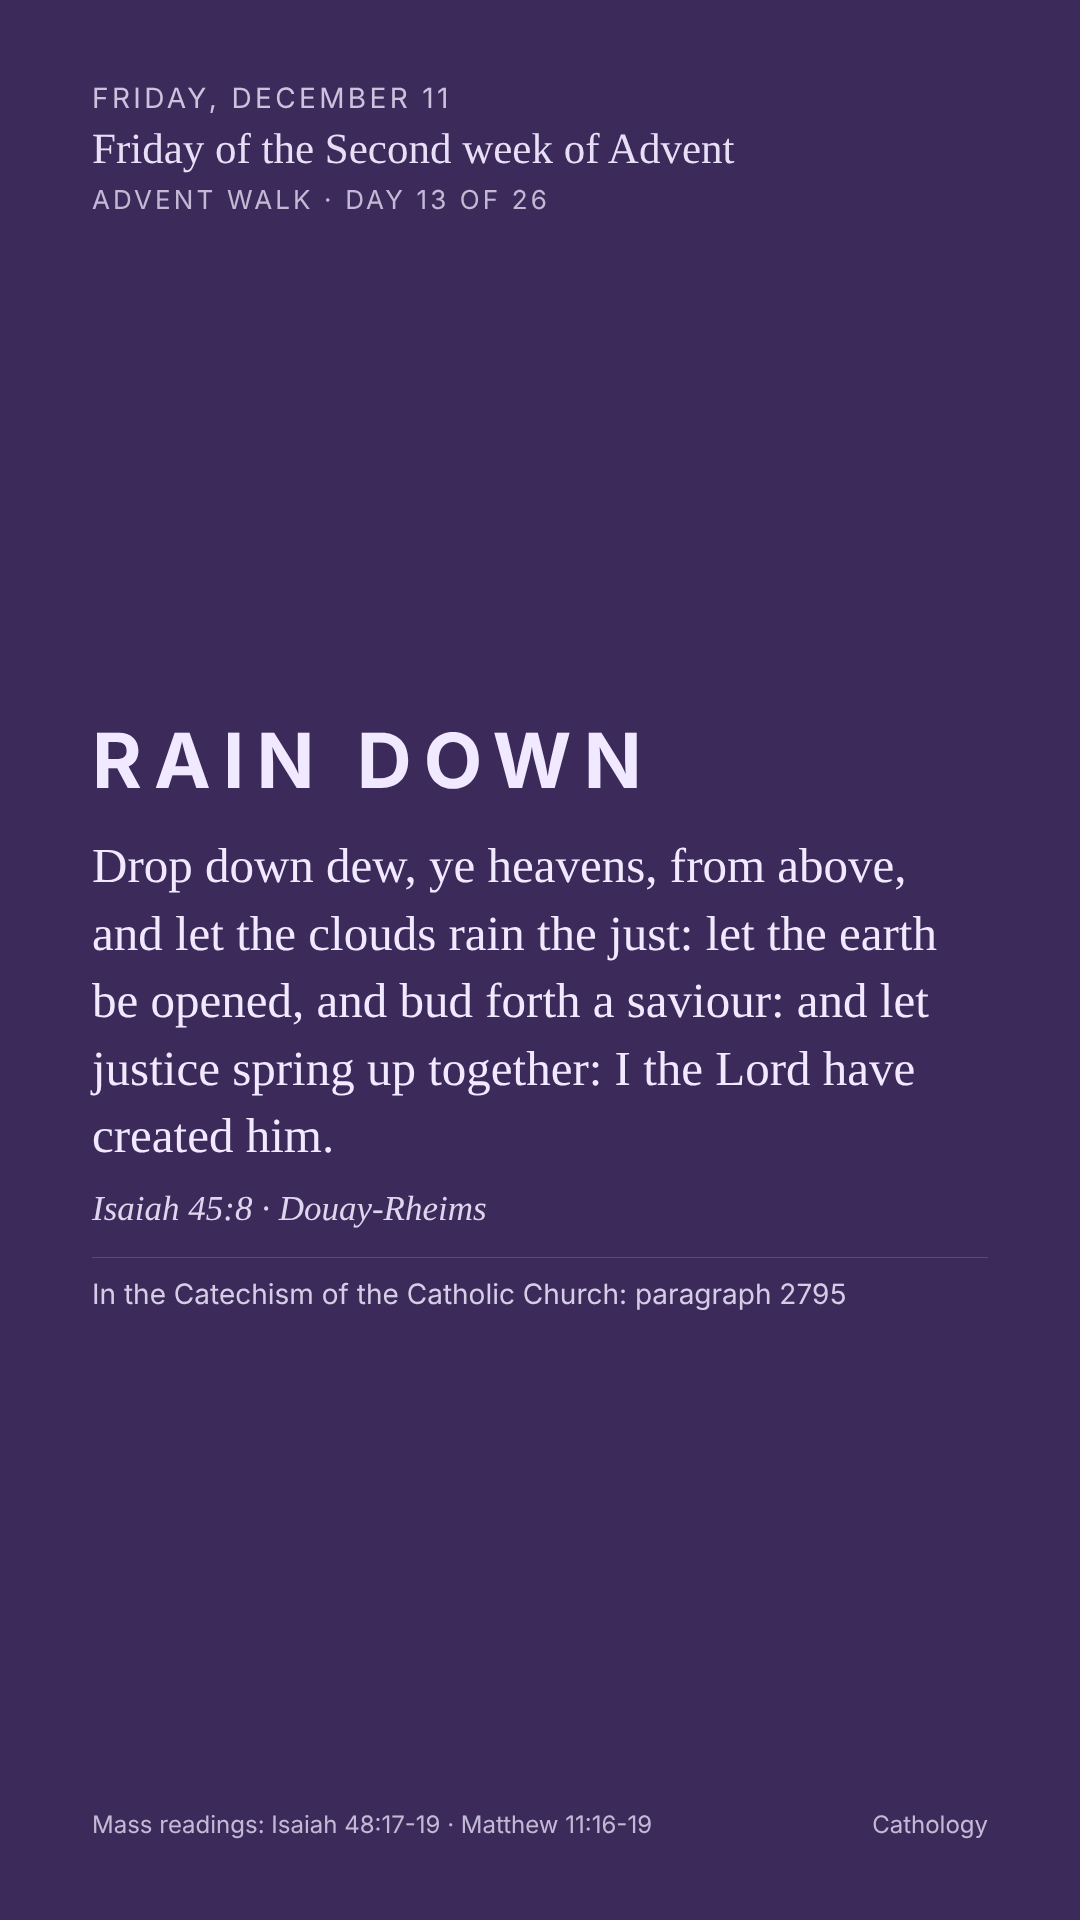 FRIDAY, DECEMBER 11
Friday of the Second week of Advent
ADVENT WALK · DAY 13 OF 26
RAIN DOWN
Drop down dew, ye heavens, from above,
and let the clouds rain the just: let the earth
be opened, and bud forth a saviour: and let
justice spring up together: I the Lord have
created him.
Isaiah 45:8 · Douay-Rheims
In the Catechism of the Catholic Church: paragraph 2795
Mass readings: Isaiah 48:17-19 · Matthew 11:16-19
Cathology